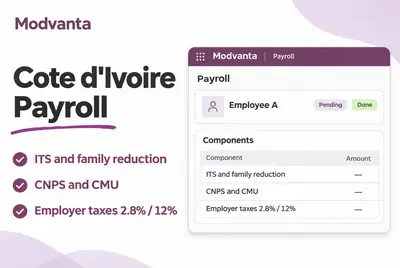 Modvanta
Cote d'Ivoire
Payroll
ITS and family reduction
CNPS and CMU
Employer taxes 2.8% / 12%
Modvanta | Payroll
Payroll
Employee A Pending Done
Components
Component Amount
ITS and family reduction —
CNPS and CMU —
Employer taxes 2.8% / 12% —